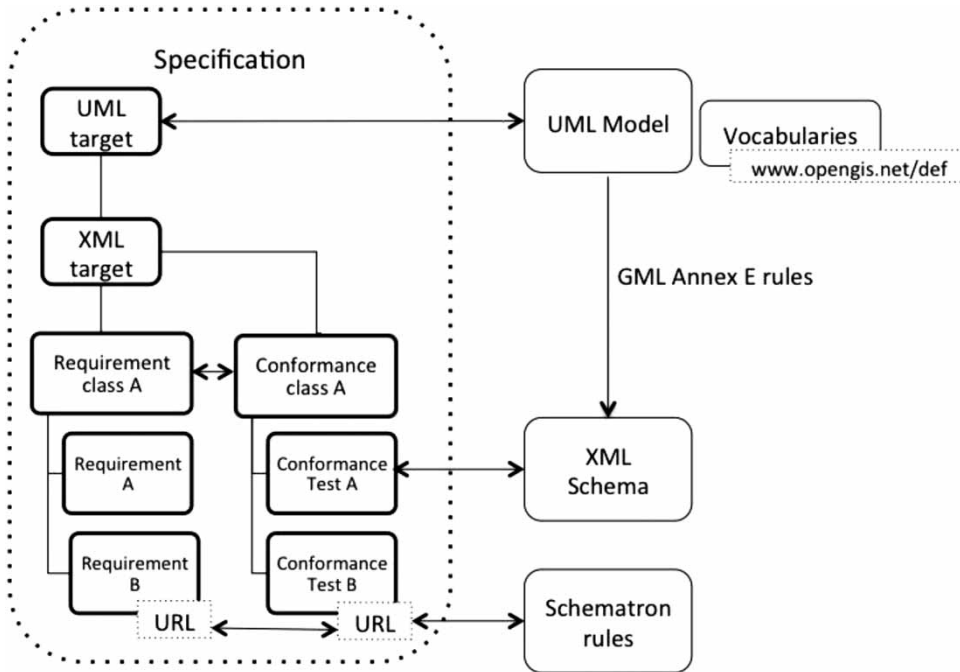 Specification
UML
target
UML Model
Vocabularies
www.opengis.net/def
XML
target
GML Annex E rules
Requirement
class A
Conformance
class A
Requirement
A
Conformance
Test A
XML
Schema
Requirement
B
URL
Conformance
Test B
URL
Schematron
rules